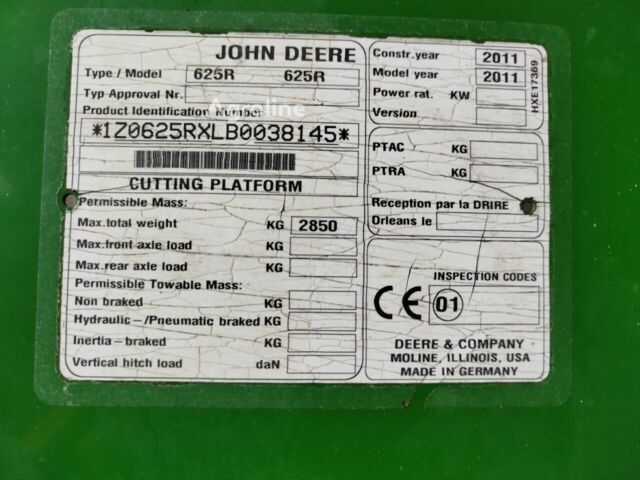 JOHN DEERE
Type / Model 625R 625R
Typ Approval Nr.
Product Identification Number
*1Z0625RXLB0038145*
CUTTING PLATFORM
Permissible Mass:
Max.total weight KG 2850
Max.front axle load KG
Max.rear axle load KG
Permissible Towable Mass:
Non braked KG
Hydraulic-/Pneumatic braked KG
Inertia-braked KG
Vertical hitch load daN
Constr.year 2011
Model year 2011
Power rat. KW
Version
HXE17369
PTAC KG
PTRA KG
Reception par la DRIRE
Orleans le
INSPECTION CODES
CE 01
DEERE & COMPANY
MOLINE, ILLINOIS, USA
MADE IN GERMANY
Agroline